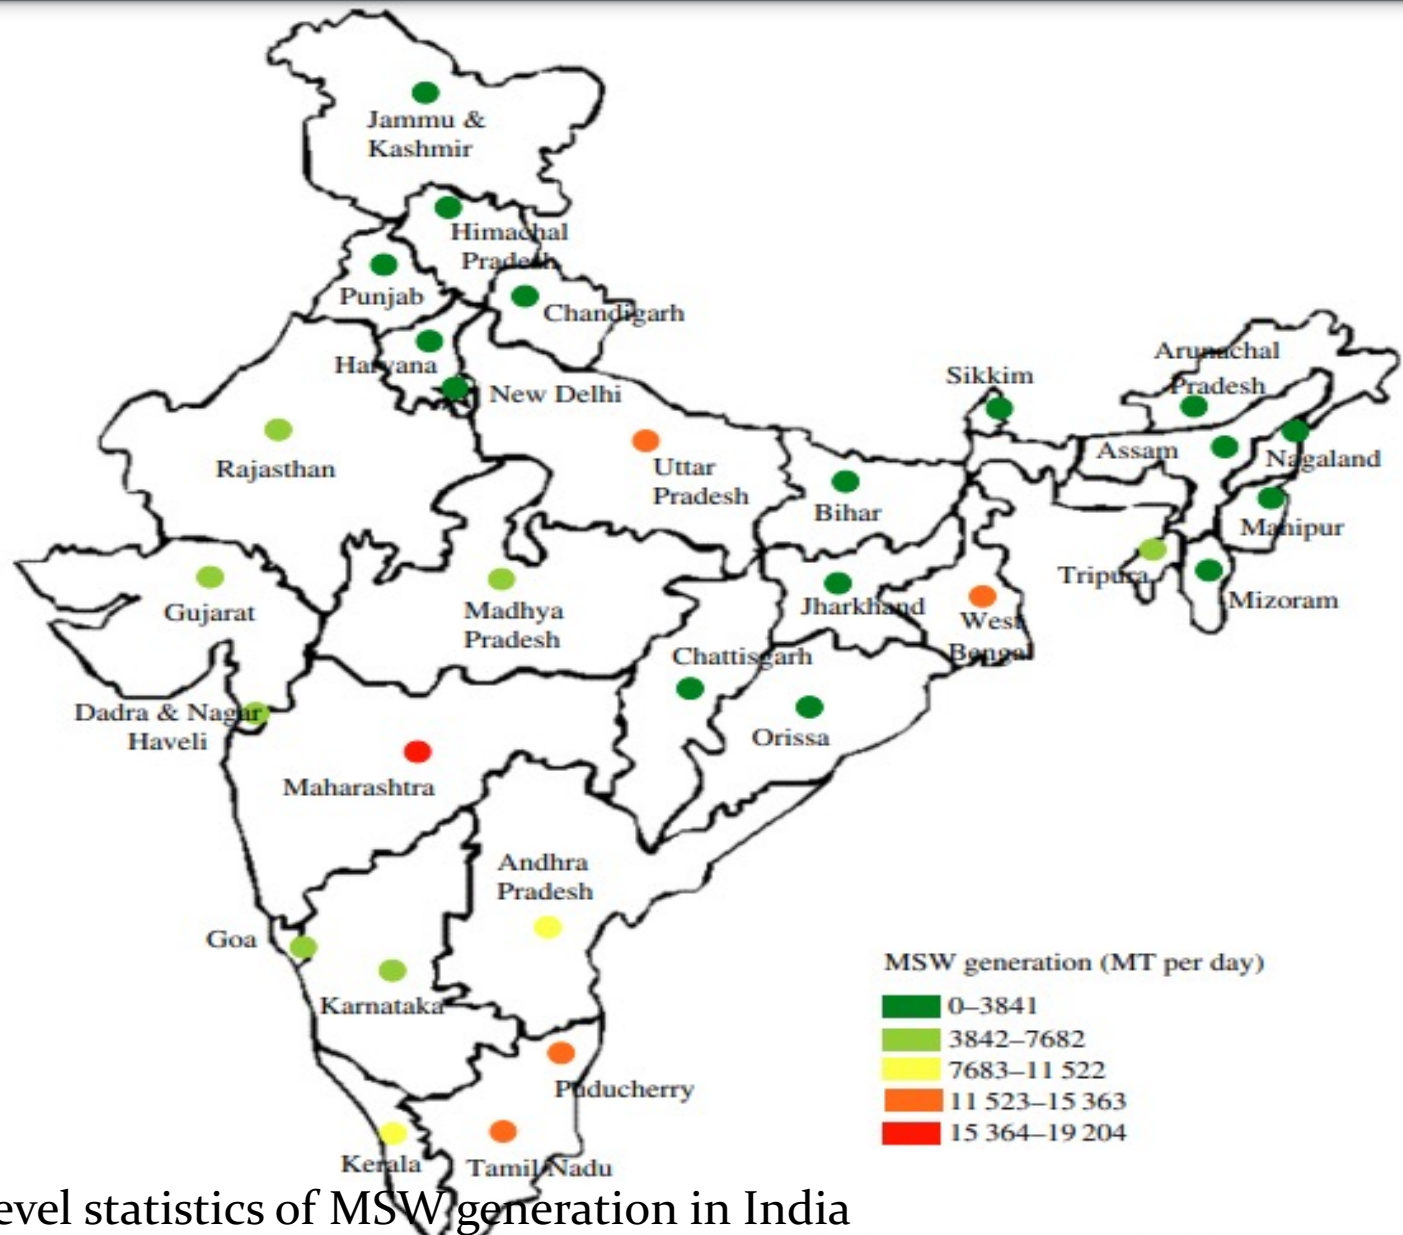 Jammu &
Kashmir
Himachal
Pradesh
Punjab
Chandigarh
Haryana
New Delhi
Sikkim
Arunachal
Pradesh
Rajasthan
Uttar
Pradesh
Assam
Nagaland
Bihar
Manipur
Gujarat
Madhya
Pradesh
Jharkhand
West
Bengal
Tripura
Mizoram
Chattisgarh
Dadra & Nagar
Haveli
Orissa
Maharashtra
Andhra
Pradesh
Goa
Karnataka
Puducherry
Kerala
Tamil Nadu
MSW generation (MT per day)
0–3841
3842–7682
7683–11 522
11 523–15 363
15 364–19 204
evel statistics of MSW generation in India